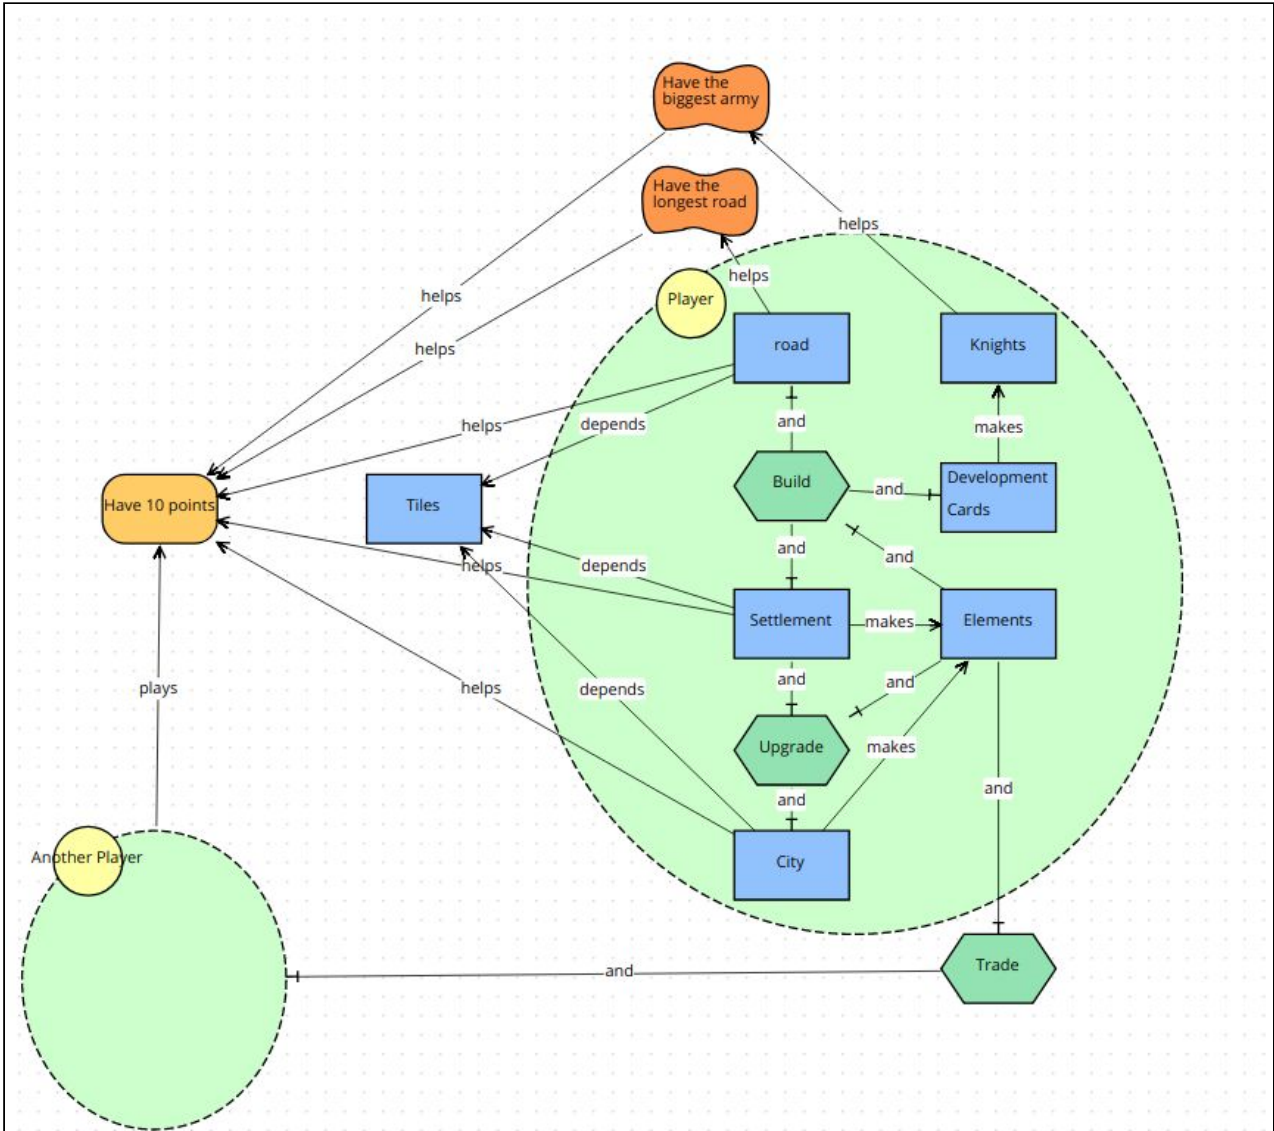 Have the
biggest army
Have the
longest road
helps
helps
Player
helps
road
Knights
helps
helps
depends
and
makes
Have 10 points
Tiles
Build
and
Development
Cards
and
and
helps
depends
Settlement
makes
Elements
plays
helps
depends
and
and
Upgrade
makes
and
and
Another Player
City
and
Trade